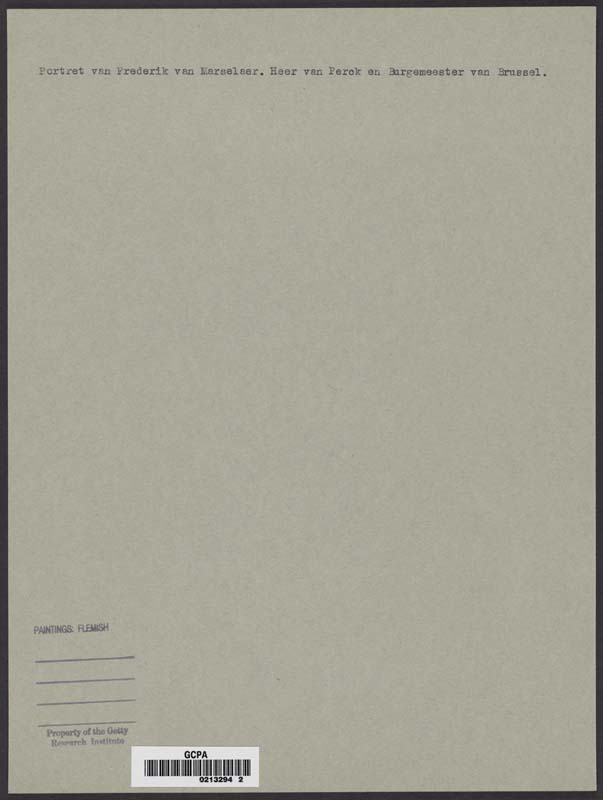 Portret van Frederik van Marselaer. Heer van Perck en Burgemeester van Brussel.
PAINTINGS: FLEMISH
Property of the Getty
Research Institute
GCPA
0213294 2